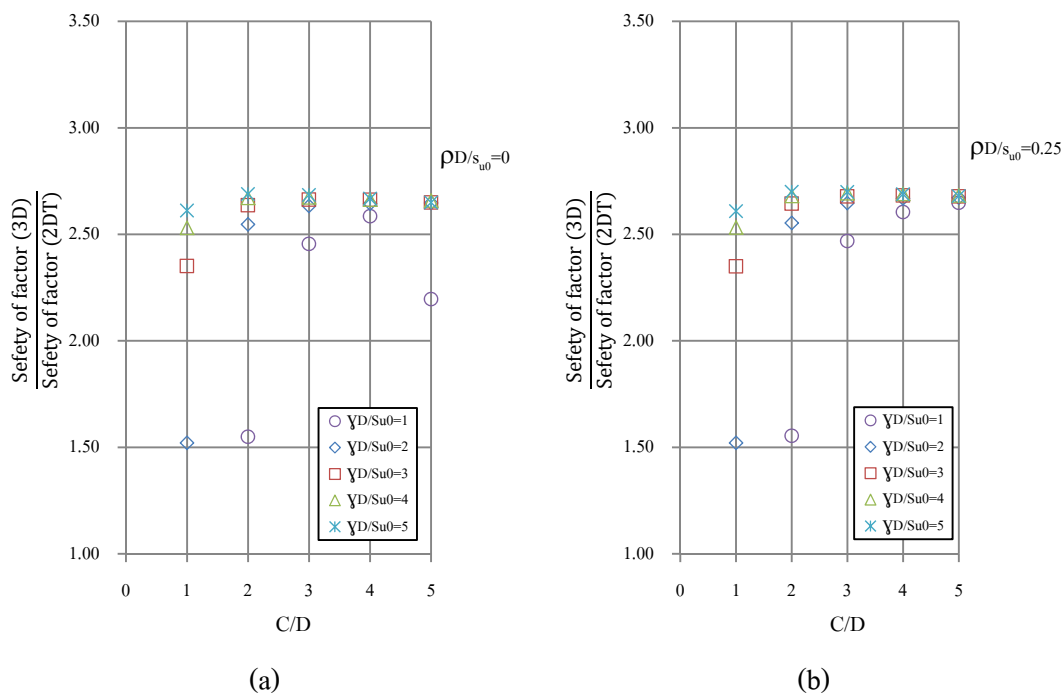 3.50
3.00
2.50
2.00
1.50
1.00
0 1 2 3 4 5
C/D
Sefety of factor (3D)
Sefety of factor (2DT)
ρD/su0=0
ƔD/Su0=1
ƔD/Su0=2
ƔD/Su0=3
ƔD/Su0=4
ƔD/Su0=5
(a)
3.50
3.00
2.50
2.00
1.50
1.00
0 1 2 3 4 5
C/D
Sefety of factor (3D)
Sefety of factor (2DT)
ρD/su0=0.25
ƔD/Su0=1
ƔD/Su0=2
ƔD/Su0=3
ƔD/Su0=4
ƔD/Su0=5
(b)